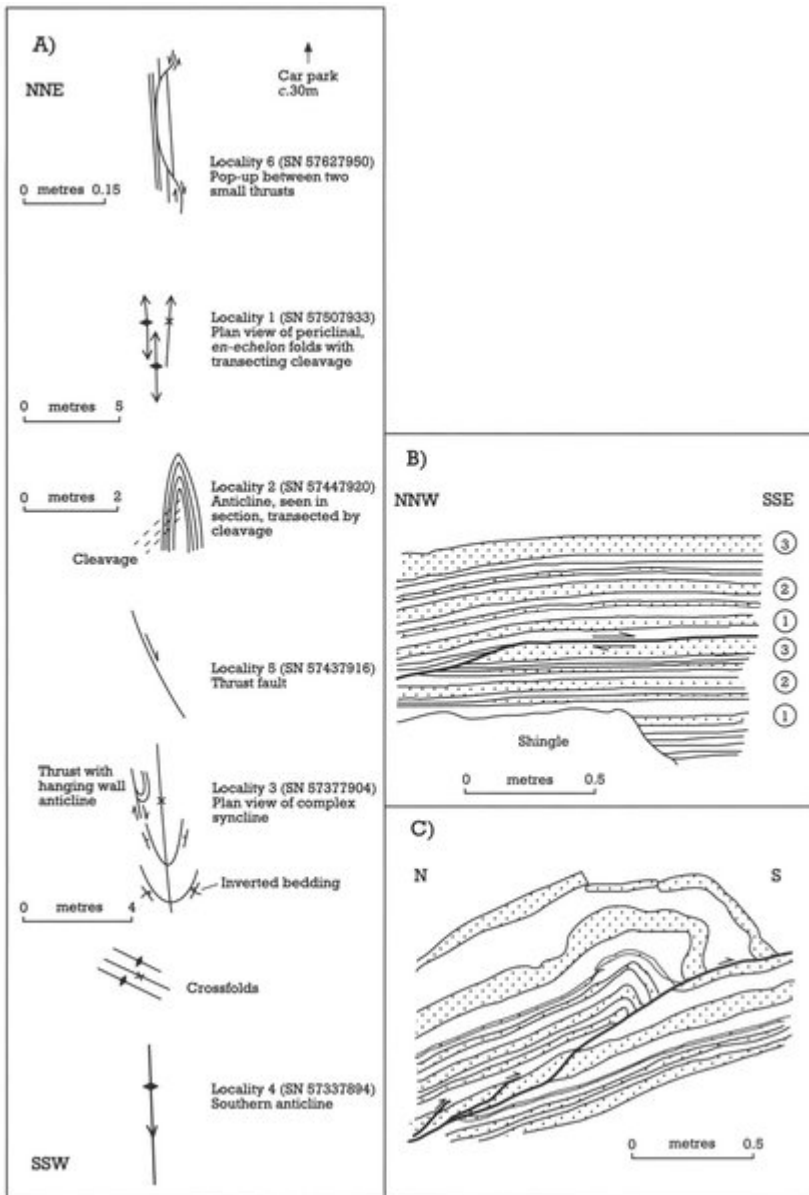 A)
NNE
Car park
c.30m
Locality 6 (SN 57627950)
Pop-up between two
small thrusts
0 metres 0.15
Locality 1 (SN 57507933)
Plan view of periclinal,
en-echelon folds with
transecting cleavage
0 metres 5
Locality 2 (SN 57447920)
Anticline, seen in
section, transected by
cleavage
0 metres 2
Cleavage
Locality 5 (SN 57437916)
Thrust fault
Thrust with
hanging wall
anticline
Locality 3 (SN 57377904)
Plan view of complex
syncline
Inverted bedding
0 metres 4
Crossfolds
Locality 4 (SN 57337894)
Southern anticline
SSW
B)
NNW
SSE
3
2
1
3
2
1
Shingle
0 metres 0.5
C)
N
S
0 metres 0.5